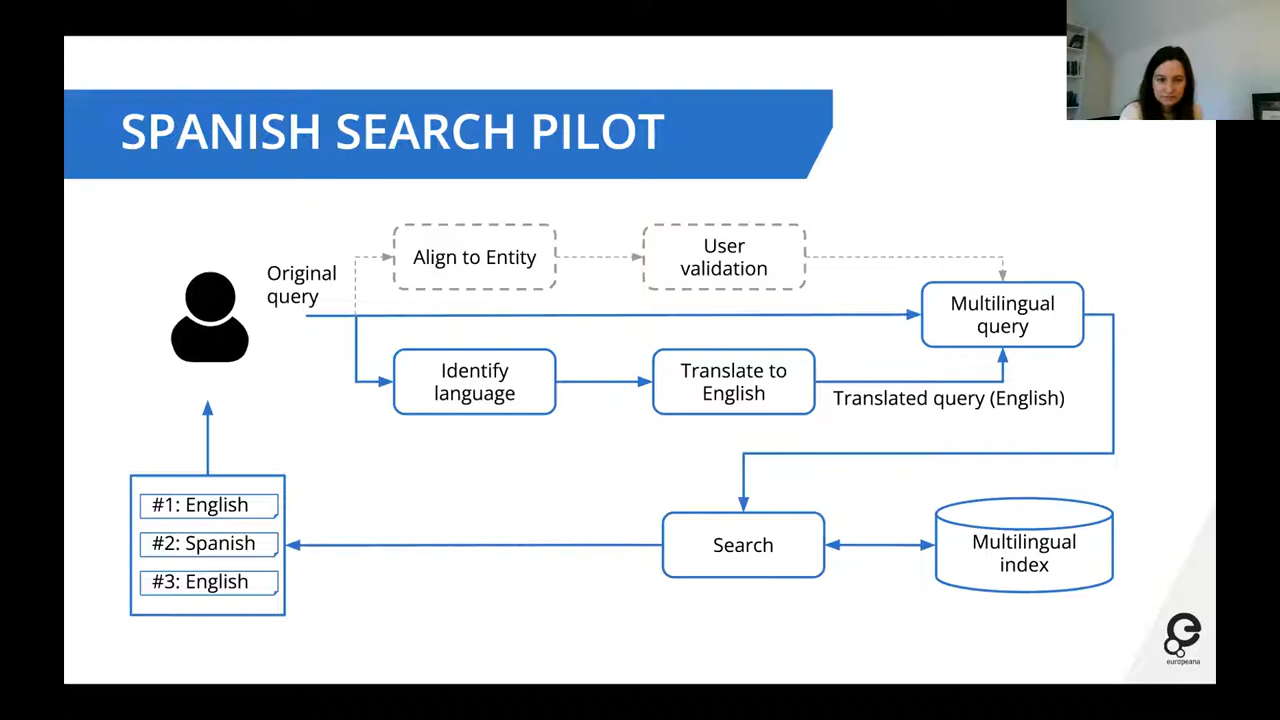 SPANISH SEARCH PILOT
Original
query
Align to Entity
User
validation
Multilingual
query
Identify
language
Translate to
English
Translated query (English)
#1: English
#2: Spanish
#3: English
Search
Multilingual
index
europeana